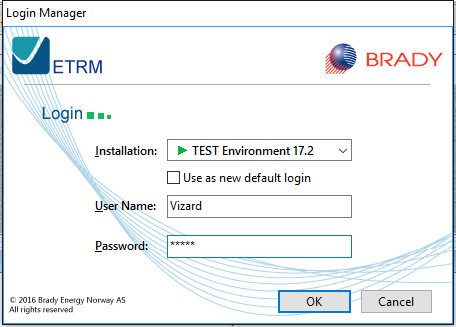 Login Manager
ETRM
BRADY
Login
Installation: TEST Environment 17.2
Use as new default login
User Name: Vizard
Password: *****
© 2016 Brady Energy Norway AS
All rights reserved
OK Cancel